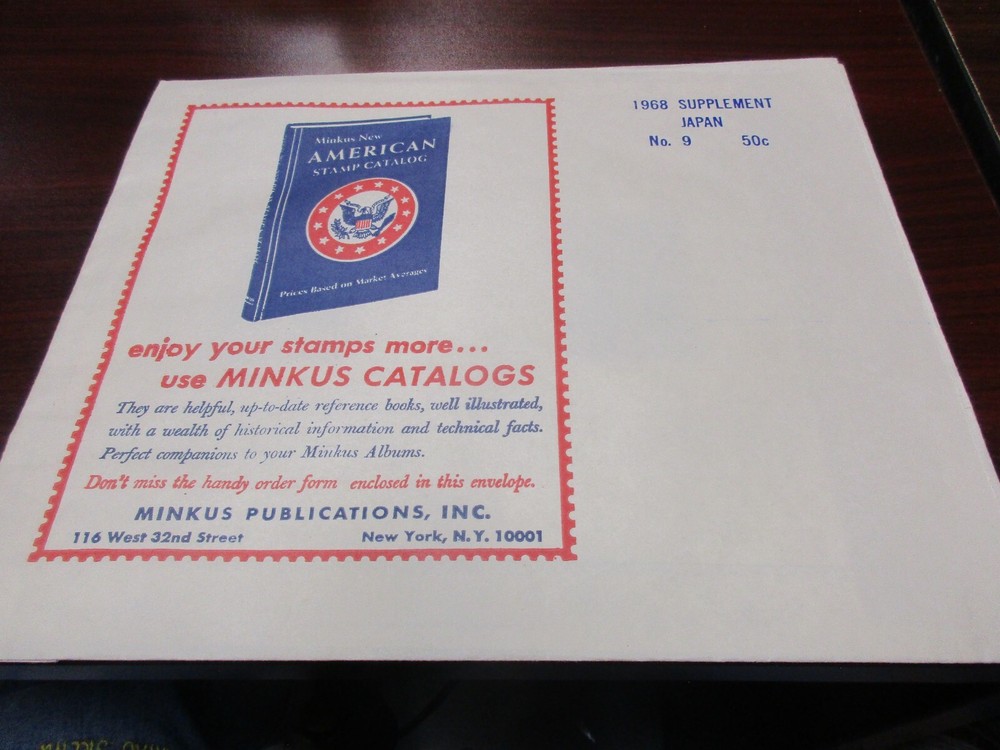 1968 SUPPLEMENT
JAPAN
No. 9 50c
Minkus New
AMERICAN
STAMP CATALOG
Prices Based on Market Averages
enjoy your stamps more...
use MINKUS CATALOGS
They are helpful, up-to-date reference books, well illustrated,
with a wealth of historical information and technical facts.
Perfect companions to your Minkus Albums.
Don't miss the handy order form enclosed in this envelope.
MINKUS PUBLICATIONS, INC.
116 West 32nd Street New York, N.Y. 10001